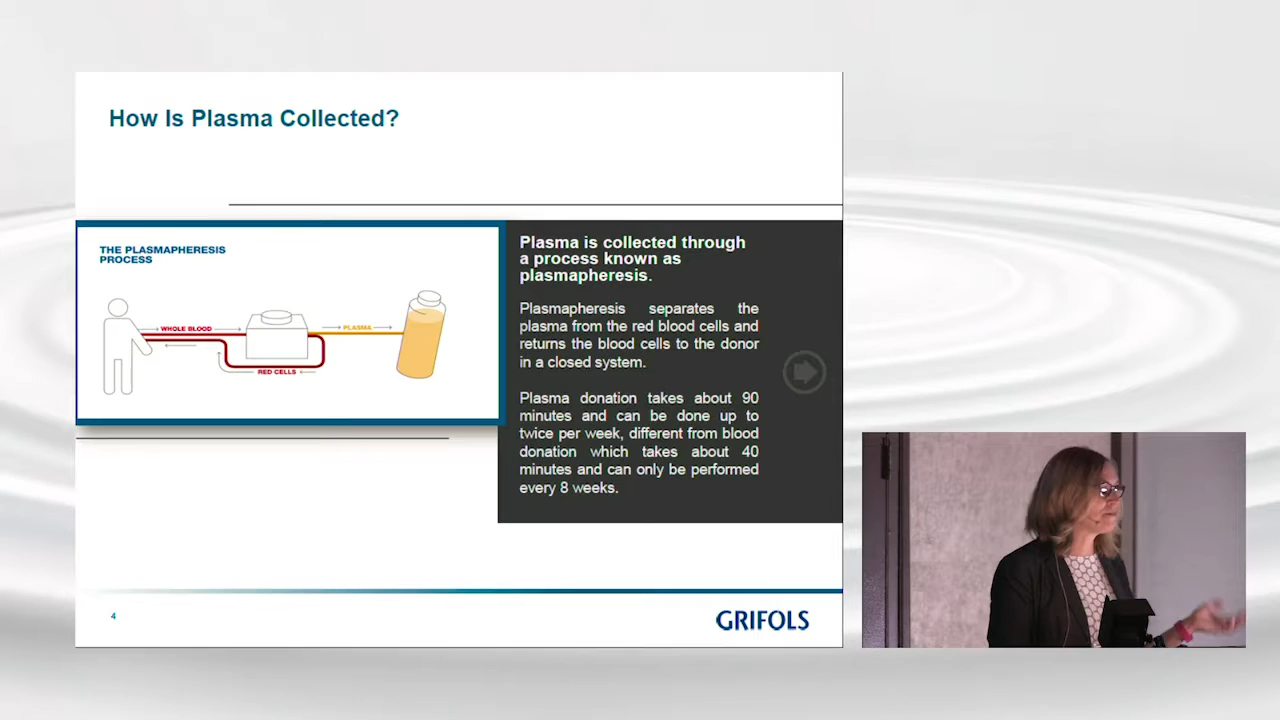 How Is Plasma Collected?
THE PLASMAPHERESIS
PROCESS
WHOLE BLOOD
PLASMA
RED CELLS
Plasma is collected through
a process known as
plasmapheresis.
Plasmapheresis separates the
plasma from the red blood cells and
returns the blood cells to the donor
in a closed system.
Plasma donation takes about 90
minutes and can be done up to
twice per week, different from blood
donation which takes about 40
minutes and can only be performed
every 8 weeks.
4
GRIFOLS